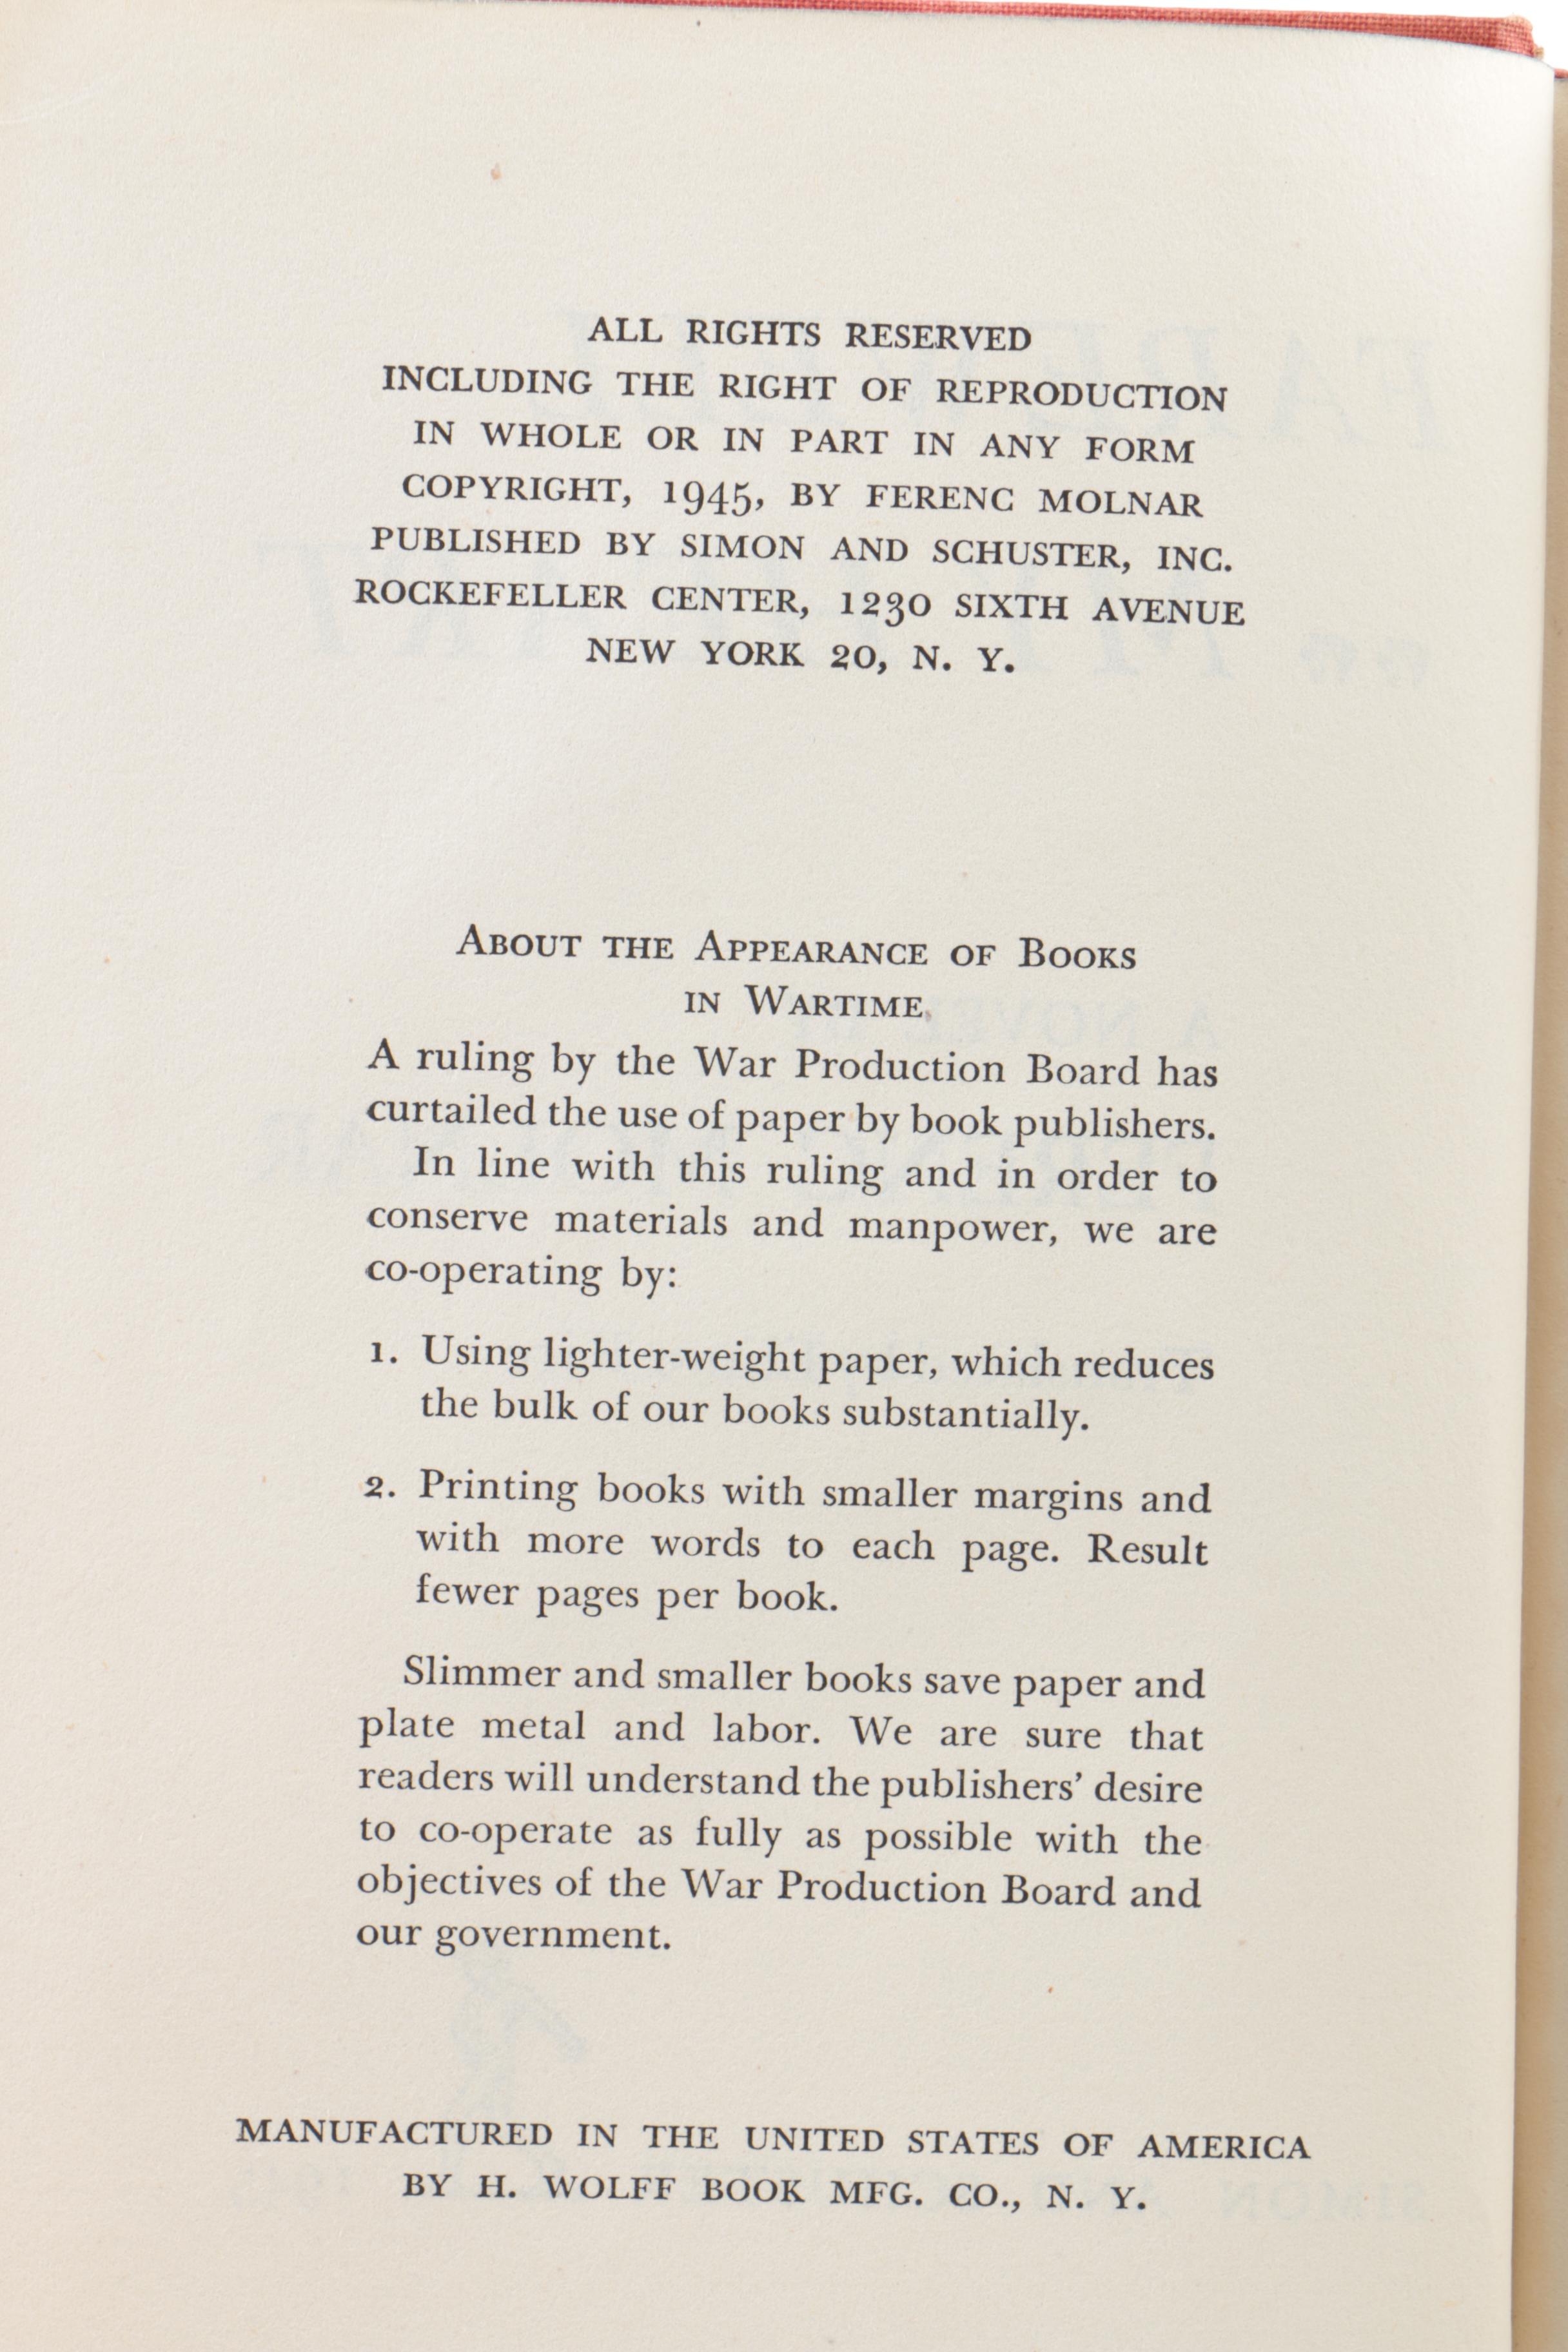 ALL RIGHTS RESERVED
INCLUDING THE RIGHT OF REPRODUCTION
IN WHOLE OR IN PART IN ANY FORM
COPYRIGHT, 1945, BY FERENC MOLNAR
PUBLISHED BY SIMON AND SCHUSTER, INC.
ROCKEFELLER CENTER, 1230 SIXTH AVENUE
NEW YORK 20, N. Y.
ABOUT THE APPEARANCE OF BOOKS
IN WARTIME
A ruling by the War Production Board has
curtailed the use of paper by book publishers.
In line with this ruling and in order to
conserve materials and manpower, we are
co-operating by:
1. Using lighter-weight paper, which reduces
the bulk of our books substantially.
2. Printing books with smaller margins and
with more words to each page. Result
fewer pages per book.
Slimmer and smaller books save paper and
plate metal and labor. We are sure that
readers will understand the publishers' desire
to co-operate as fully as possible with the
objectives of the War Production Board and
our government.
MANUFACTURED IN THE UNITED STATES OF AMERICA
BY H. WOLFF BOOK MFG. CO., N. Y.